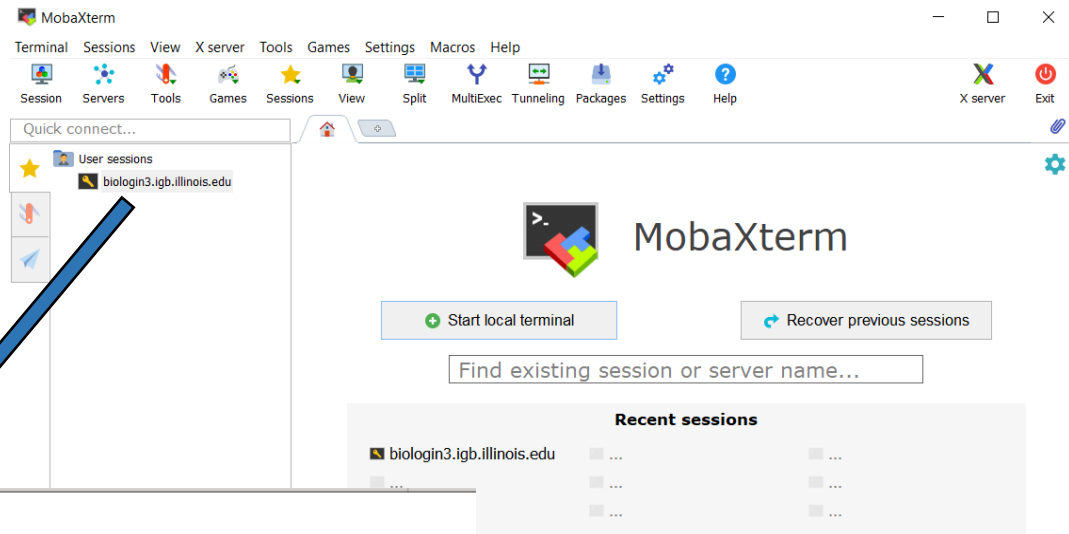 MobaXterm
Terminal Sessions View X server Tools Games Settings Macros Help
Session Servers Tools Games Sessions View Split MultiExec Tunneling Packages Settings Help X server Exit
Quick connect...
User sessions
biologin3.igb.illinois.edu
>_
MobaXterm
Start local terminal
Recover previous sessions
Find existing session or server name...
Recent sessions
biologin3.igb.illinois.edu ... ...
... ... ...
... ...